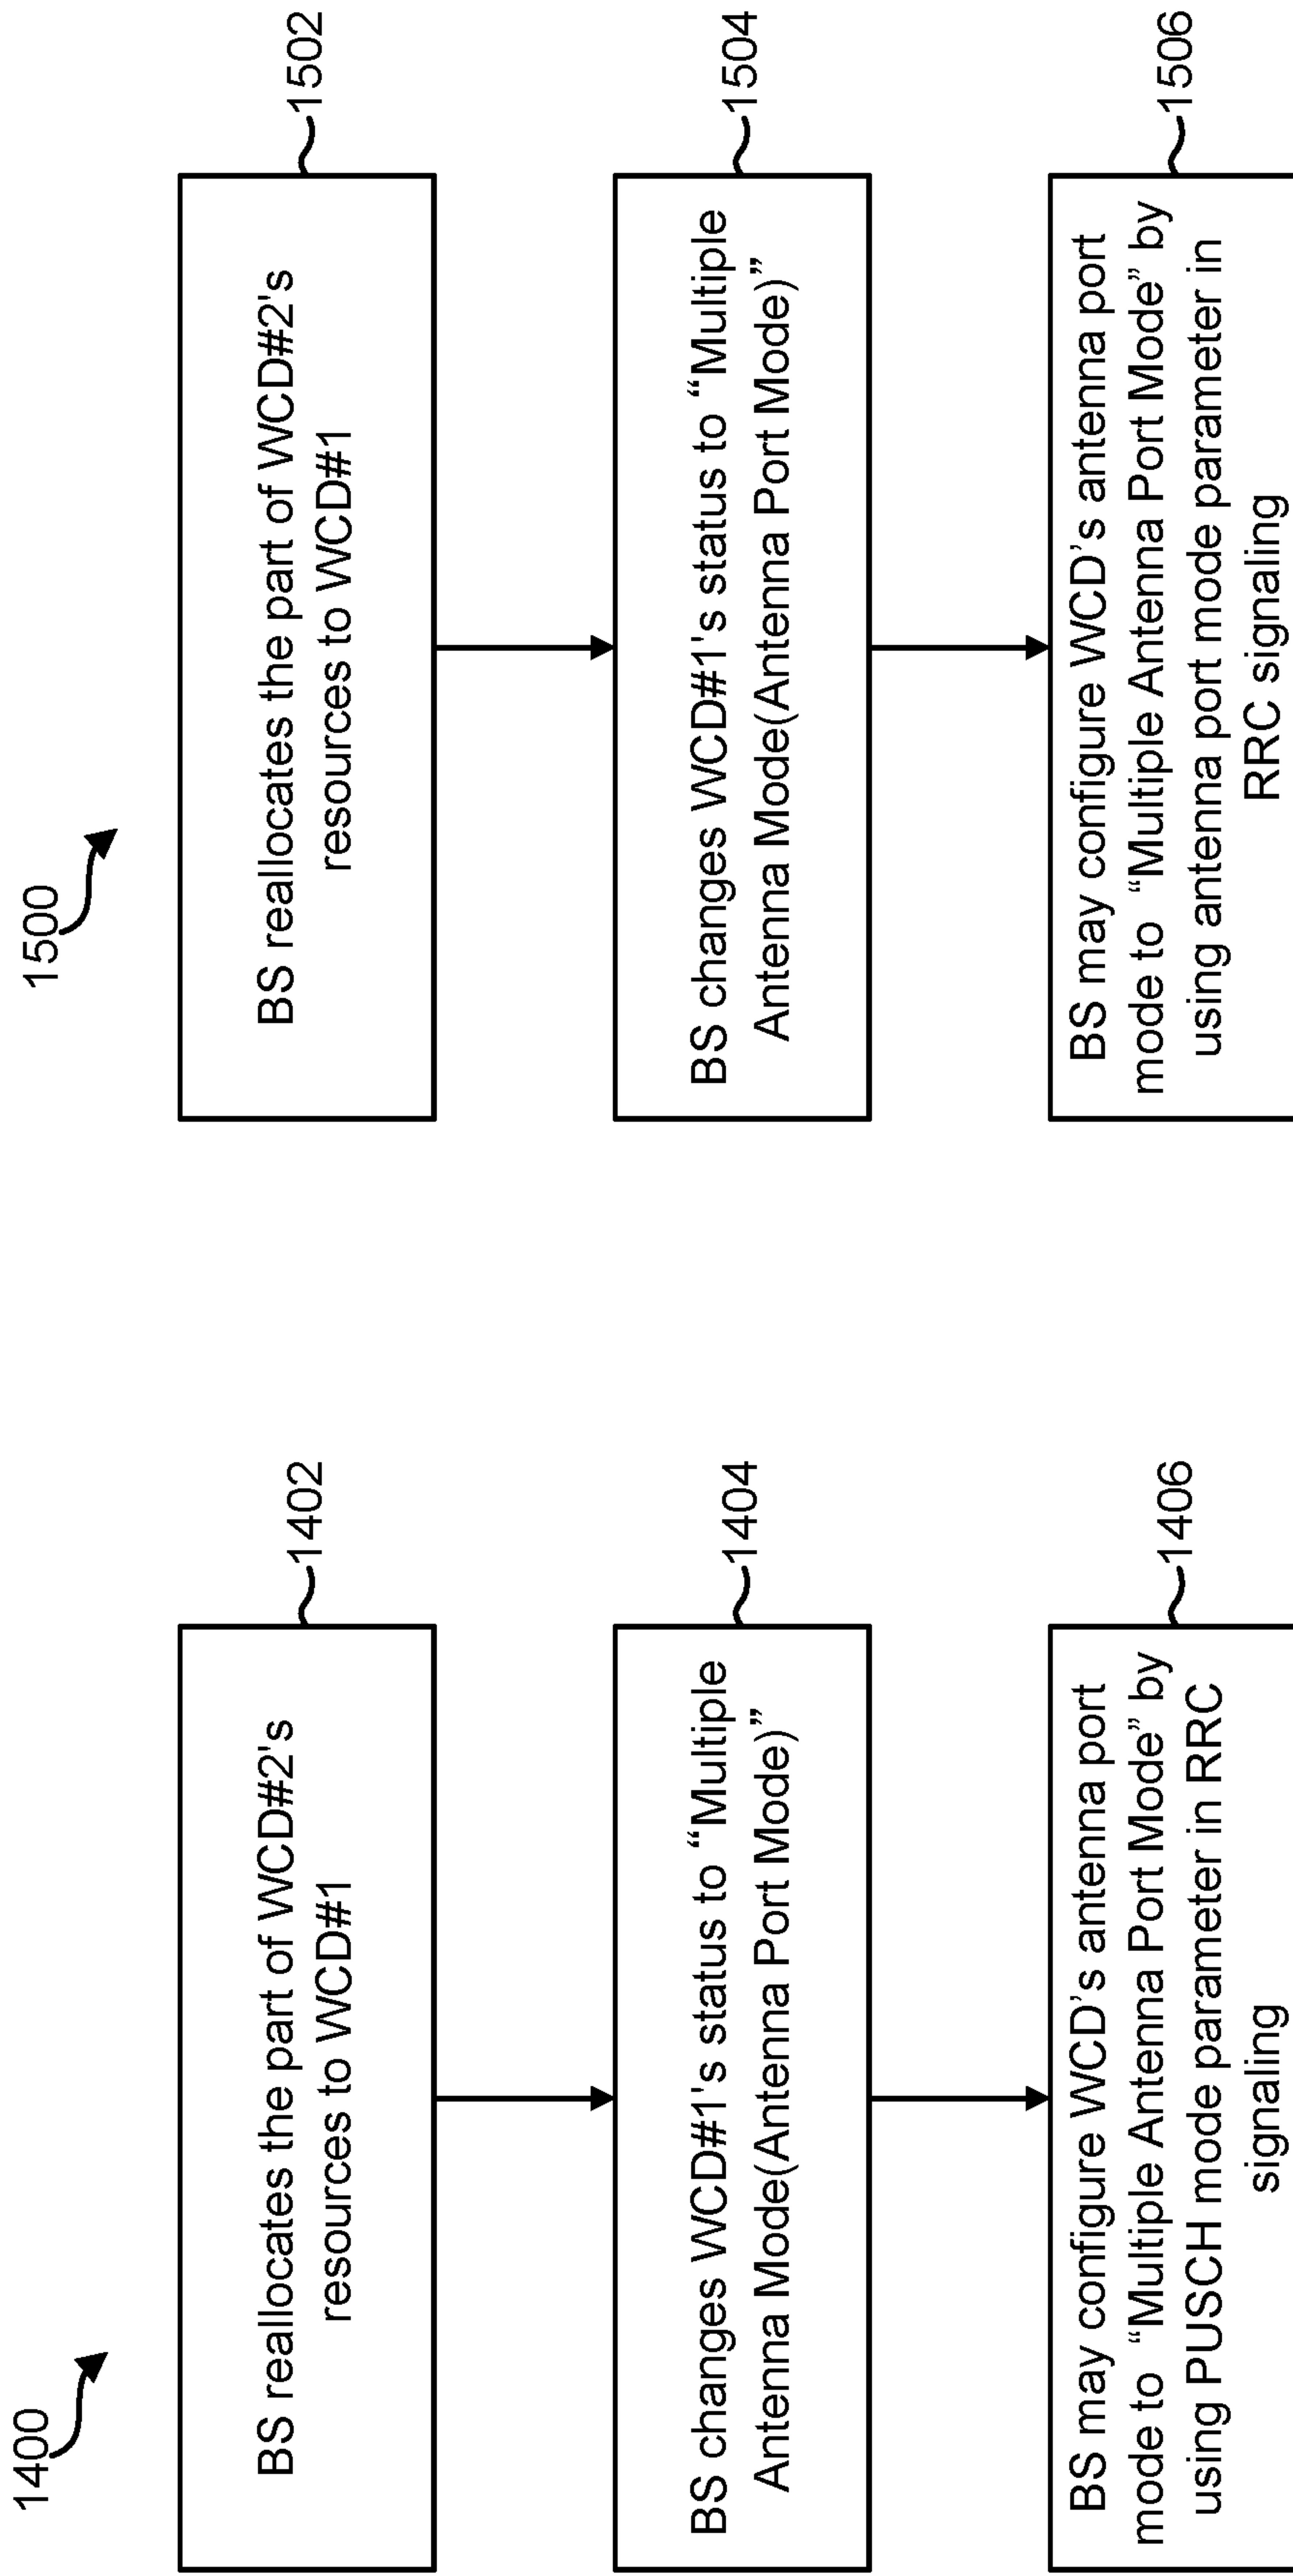 1400
BS reallocates the part of WCD#2's
resources to WCD#1
1402
BS changes WCD#1's status to “Multiple
Antenna Mode(Antenna Port Mode)”
1404
BS may configure WCD’s antenna port
mode to “Multiple Antenna Port Mode” by
using PUSCH mode parameter in RRC
signaling
1406
1500
BS reallocates the part of WCD#2's
resources to WCD#1
1502
BS changes WCD#1's status to “Multiple
Antenna Mode(Antenna Port Mode)”
1504
BS may configure WCD’s antenna port
mode to “Multiple Antenna Port Mode” by
using antenna port mode parameter in
RRC signaling
1506